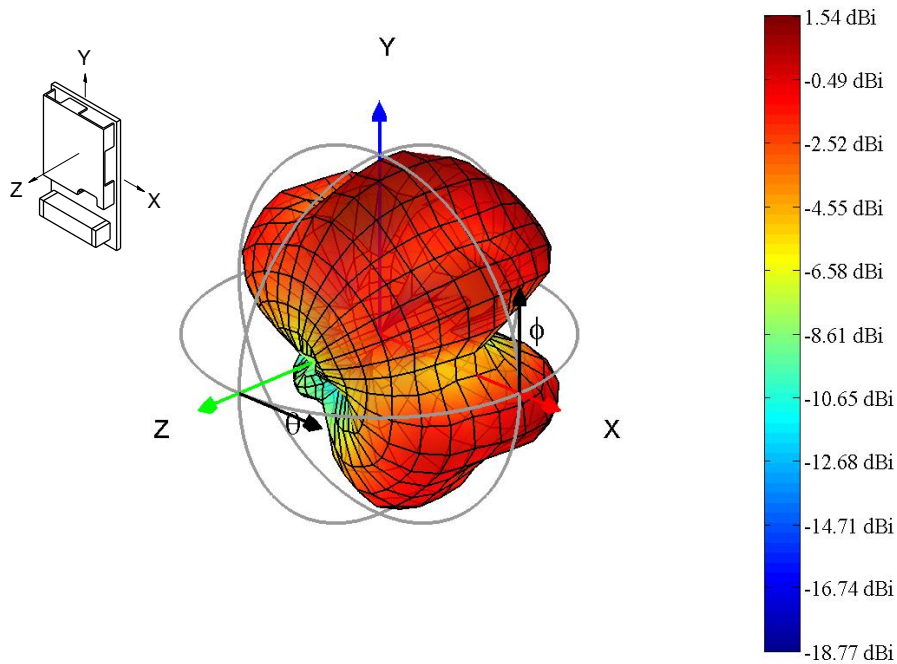 Y
Z
X
Y
Z
X
θ
ϕ
1.54 dBi
-0.49 dBi
-2.52 dBi
-4.55 dBi
-6.58 dBi
-8.61 dBi
-10.65 dBi
-12.68 dBi
-14.71 dBi
-16.74 dBi
-18.77 dBi